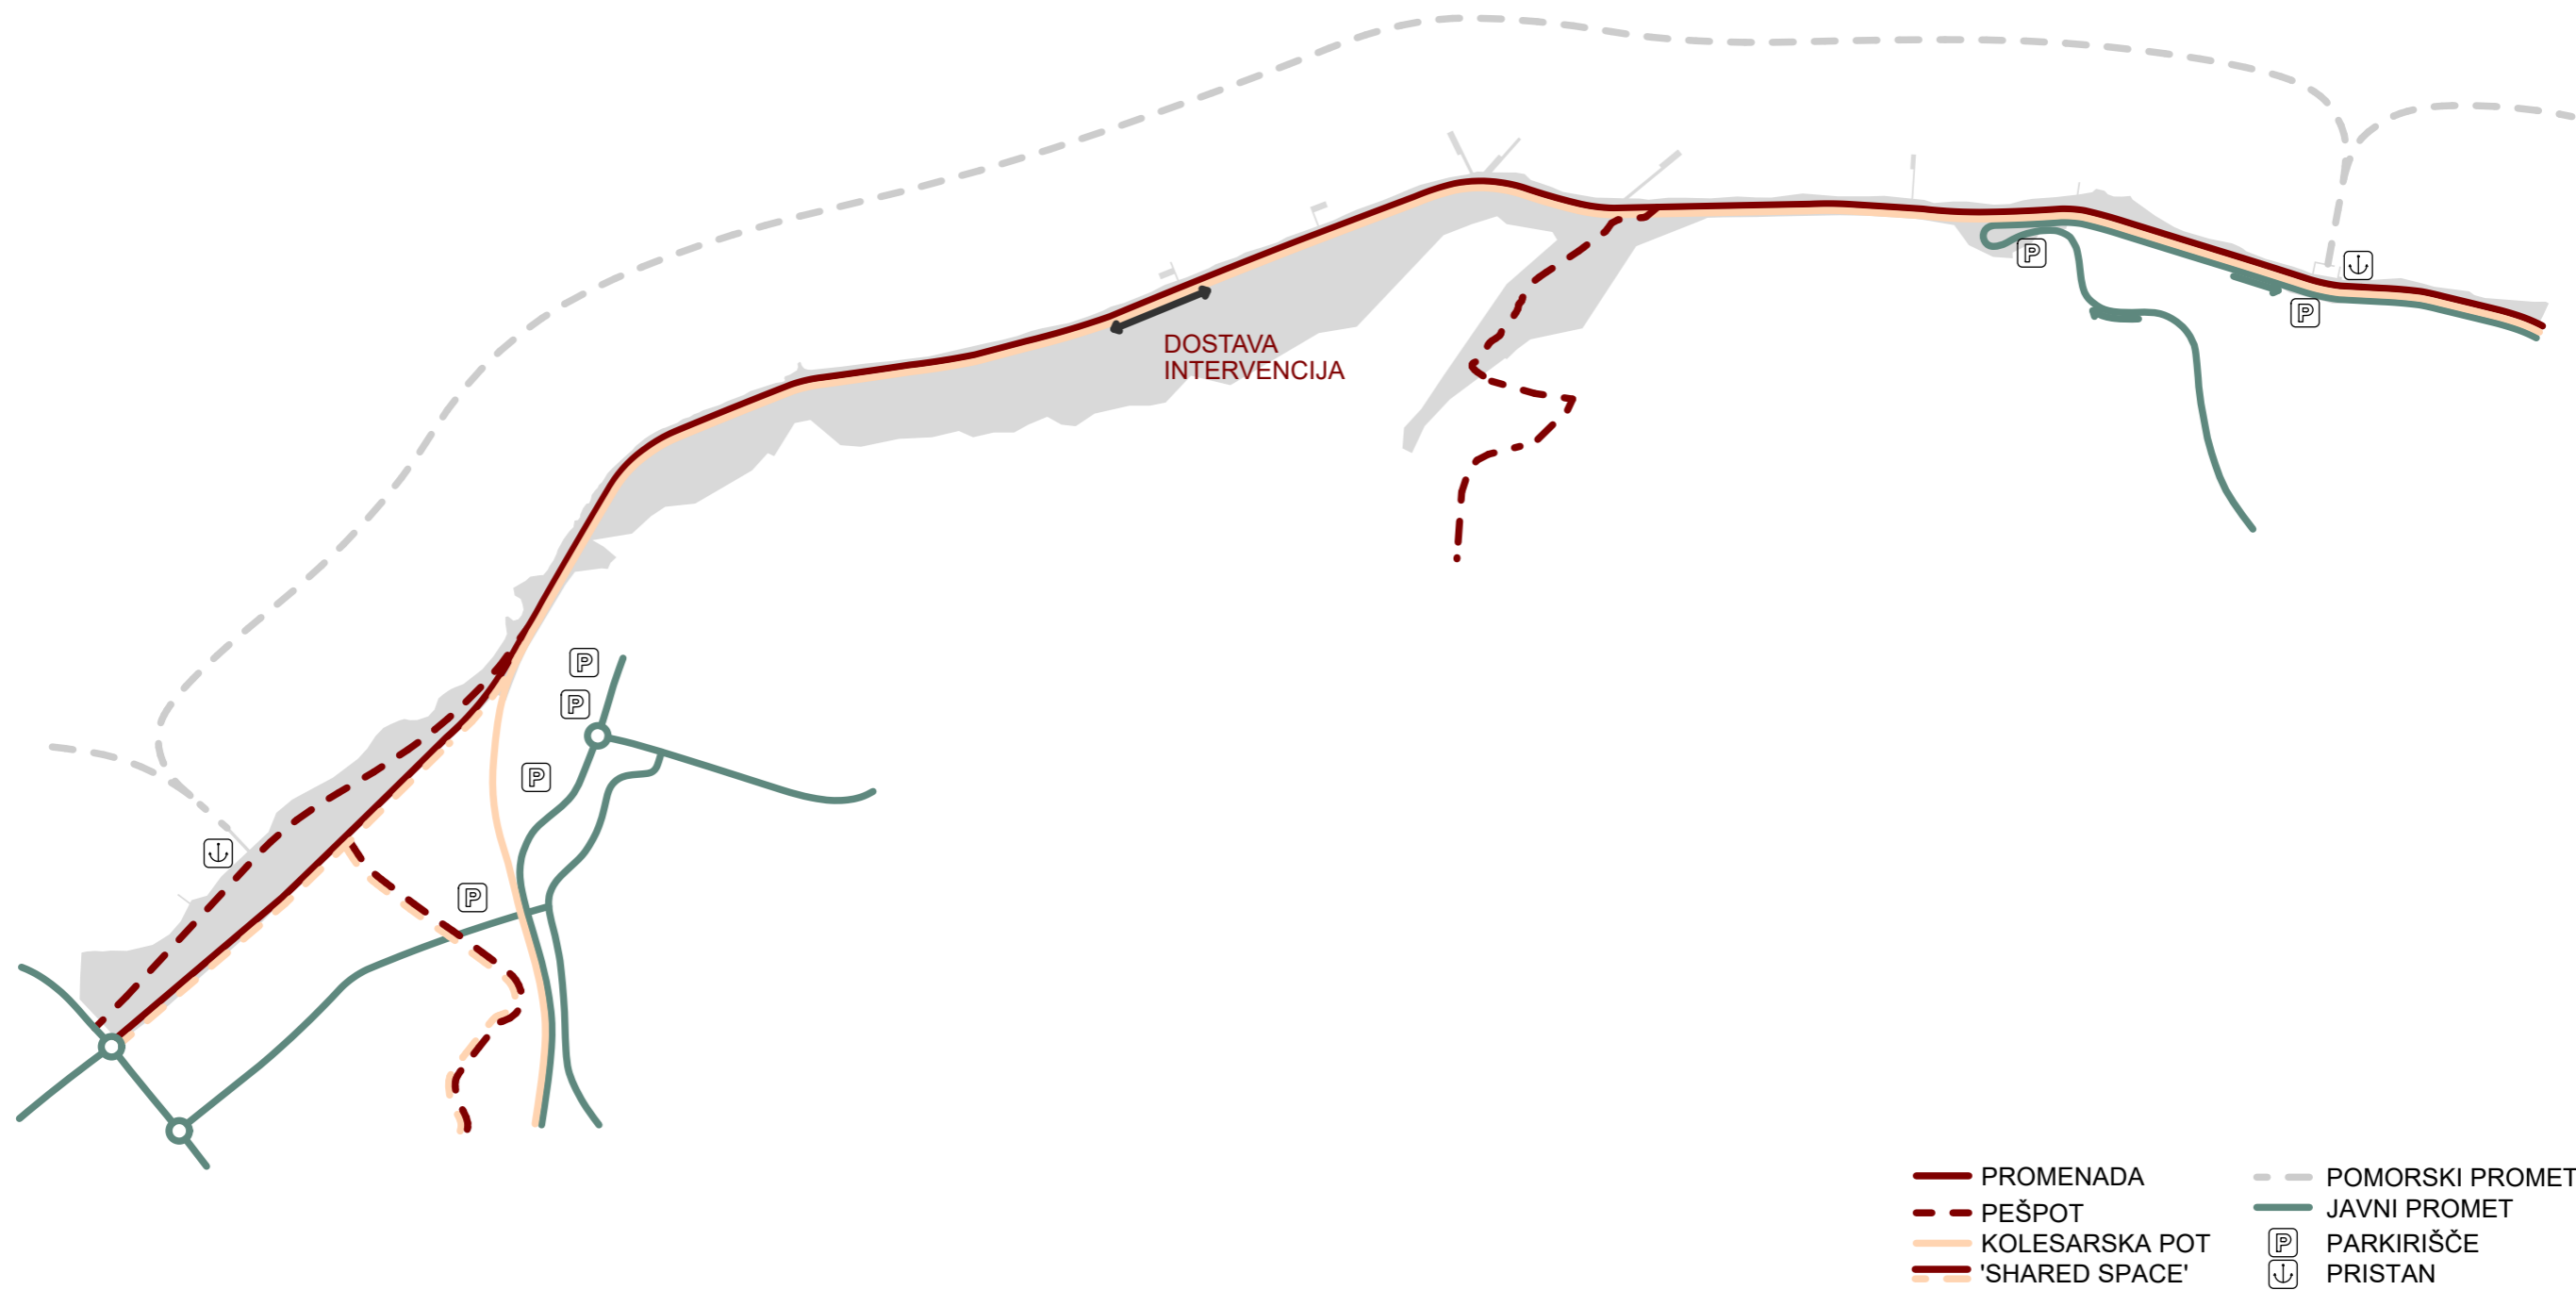 P
P
DOSTAVA
INTERVENCIJA
P
P
P
P
PROMENADA
PEŠPOT
KOLESARSKA POT
'SHARED SPACE'
POMORSKI PROMET
JAVNI PROMET
P PARKIRIŠČE
PRISTAN